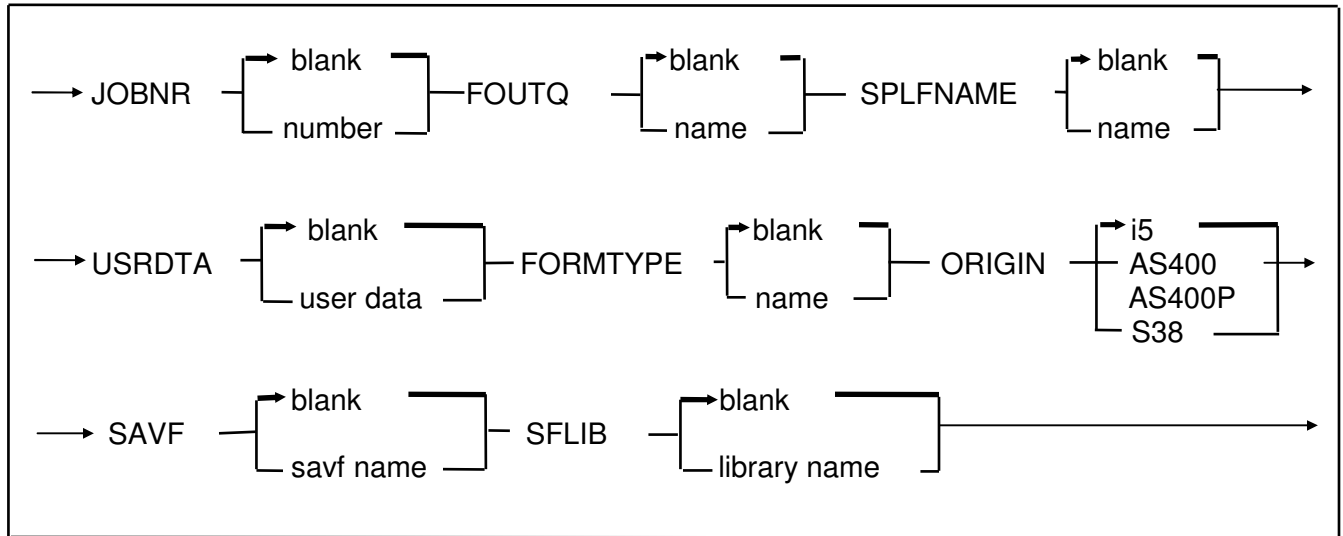 blank blank blank
JOBNR FOUTQ SPLFNAME
number name name
blank blank i5
USRDTA FORMTYPE ORIGIN AS400
user data name AS400P
S38
blank blank
SAVF SFLIB
savf name library name